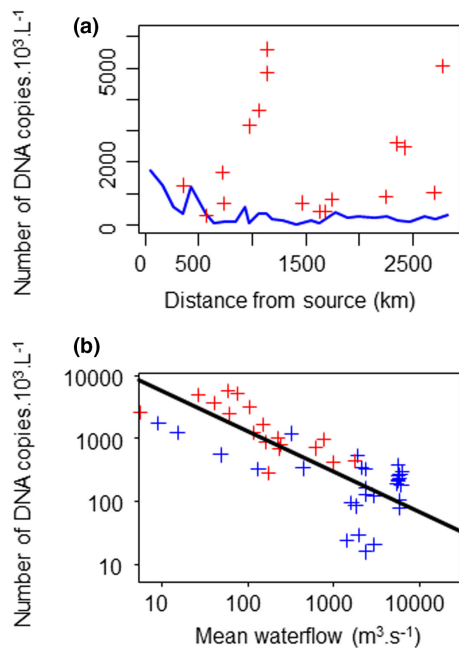 (a)
Number of DNA copies.10³.L⁻¹
5000
2000
0
0 500 1500 2500
Distance from source (km)
(b)
Number of DNA copies.10³.L⁻¹
10000
1000
100
10
10 100 1000 10000
Mean waterflow (m³.s⁻¹)